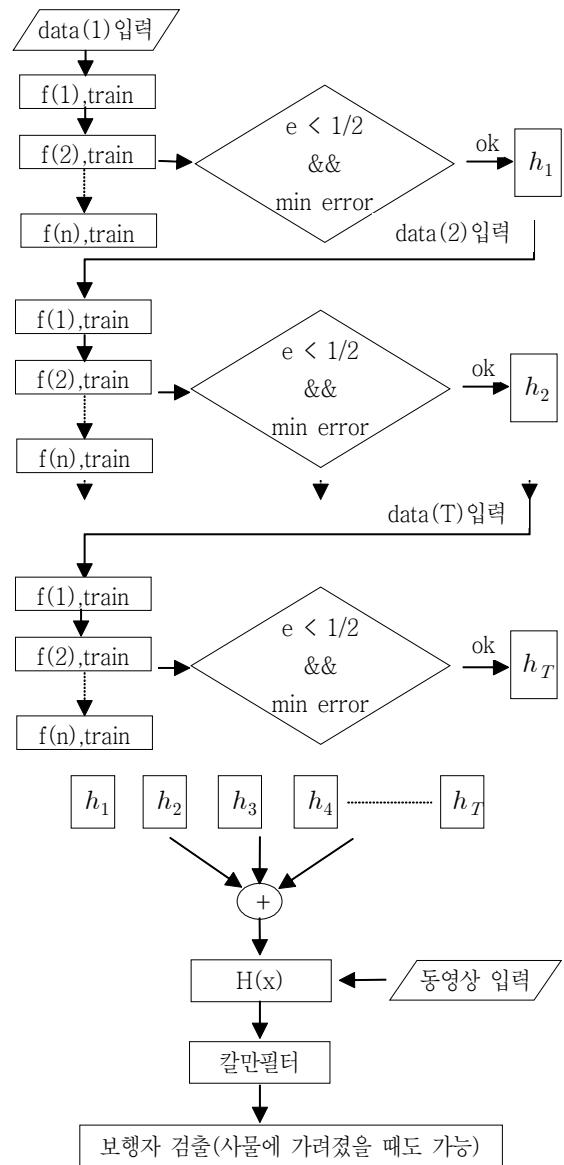 data(1)입력
f(1),train
f(2),train
f(n),train
e < 1/2
&&
min error
ok
h₁
data(2)입력
f(1),train
f(2),train
f(n),train
e < 1/2
&&
min error
ok
h₂
data(T)입력
f(1),train
f(2),train
f(n),train
e < 1/2
&&
min error
ok
h_T
h₁ h₂ h₃ h₄ h_T
+
H(x)
동영상 입력
칼만필터
보행자 검출(사물에 가려졌을 때도 가능)